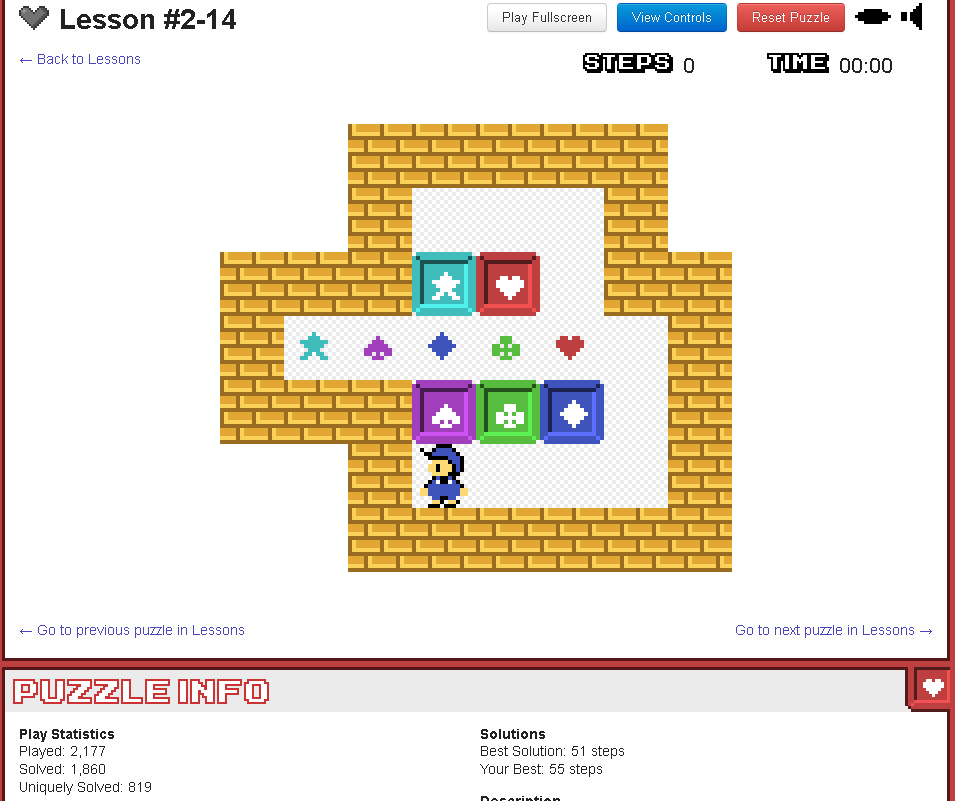 Lesson #2-14
Play Fullscreen
View Controls
Reset Puzzle
← Back to Lessons
STEPS 0
TIME 00:00
← Go to previous puzzle in Lessons
Go to next puzzle in Lessons →
PUZZLE INFO
Play Statistics
Played: 2,177
Solved: 1,860
Uniquely Solved: 819
Solutions
Best Solution: 51 steps
Your Best: 55 steps
Description